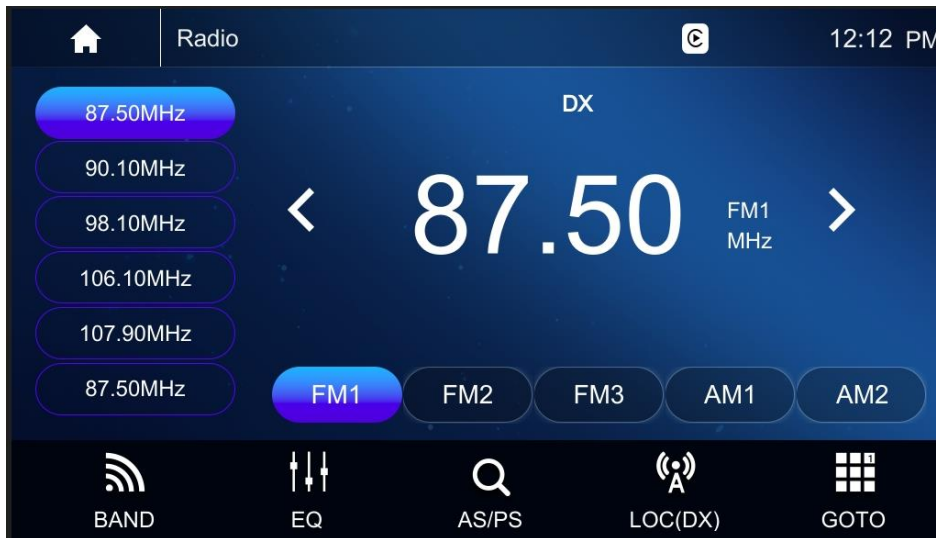 Radio
12:12 PM
87.50MHz
90.10MHz
98.10MHz
106.10MHz
107.90MHz
87.50MHz
DX
87.50
FM1
MHz
FM1 FM2 FM3 AM1 AM2
1
BAND EQ AS/PS LOC(DX) GOTO